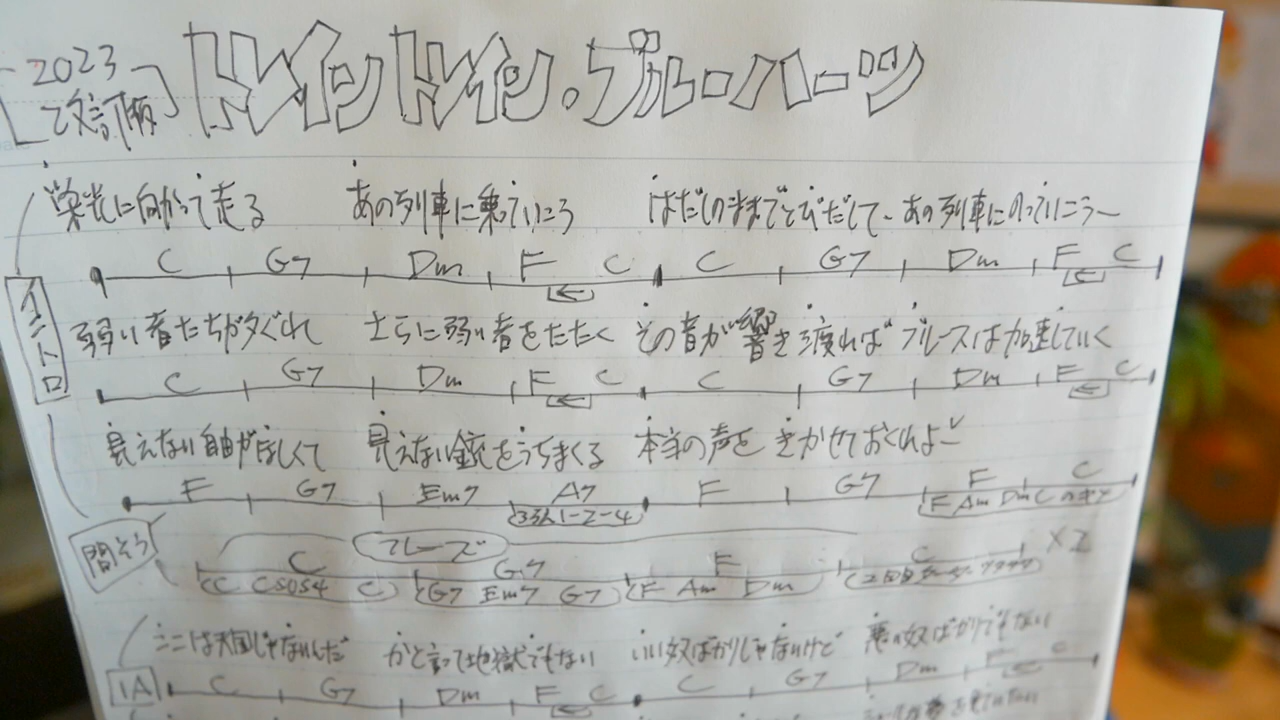 2023
改訂版
トレイントレイン。ブルーハーツ
栄光に向かって走る あの列車に乗っていこう はだしのままでとびだして～あの列車にのっていこう～
C G7 Dm F C C G7 Dm F C
イントロ
弱い者たちが夕ぐれ さらに弱い者をたたく その音が響き渡れば ブルースは加速していく
C G7 Dm F C C G7 Dm F C
見えない自由がほしくて 見えない銃をうちまくる 本当の声を きかせておくれよ～
F G7 Em7 A7 F G7 F C
F Am Dm C
間そう
フレーズ
C G7 F C ×2
CC Csus4 C G7 Em7 G7 F Am Dm 2回目
ここは天国じゃないんだ かと言って地獄でもない いい奴ばかりじゃないけど 悪い奴ばかりでもない
1A
C G7 Dm F C C G7 Dm F C